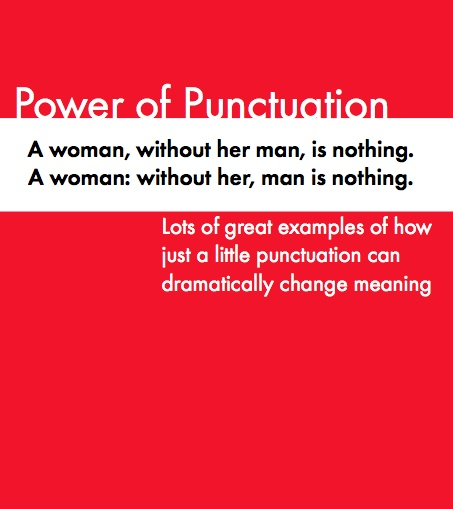 Power of Punctuation
A woman, without her man, is nothing.
A woman: without her, man is nothing.
Lots of great examples of how
just a little punctuation can
dramatically change meaning